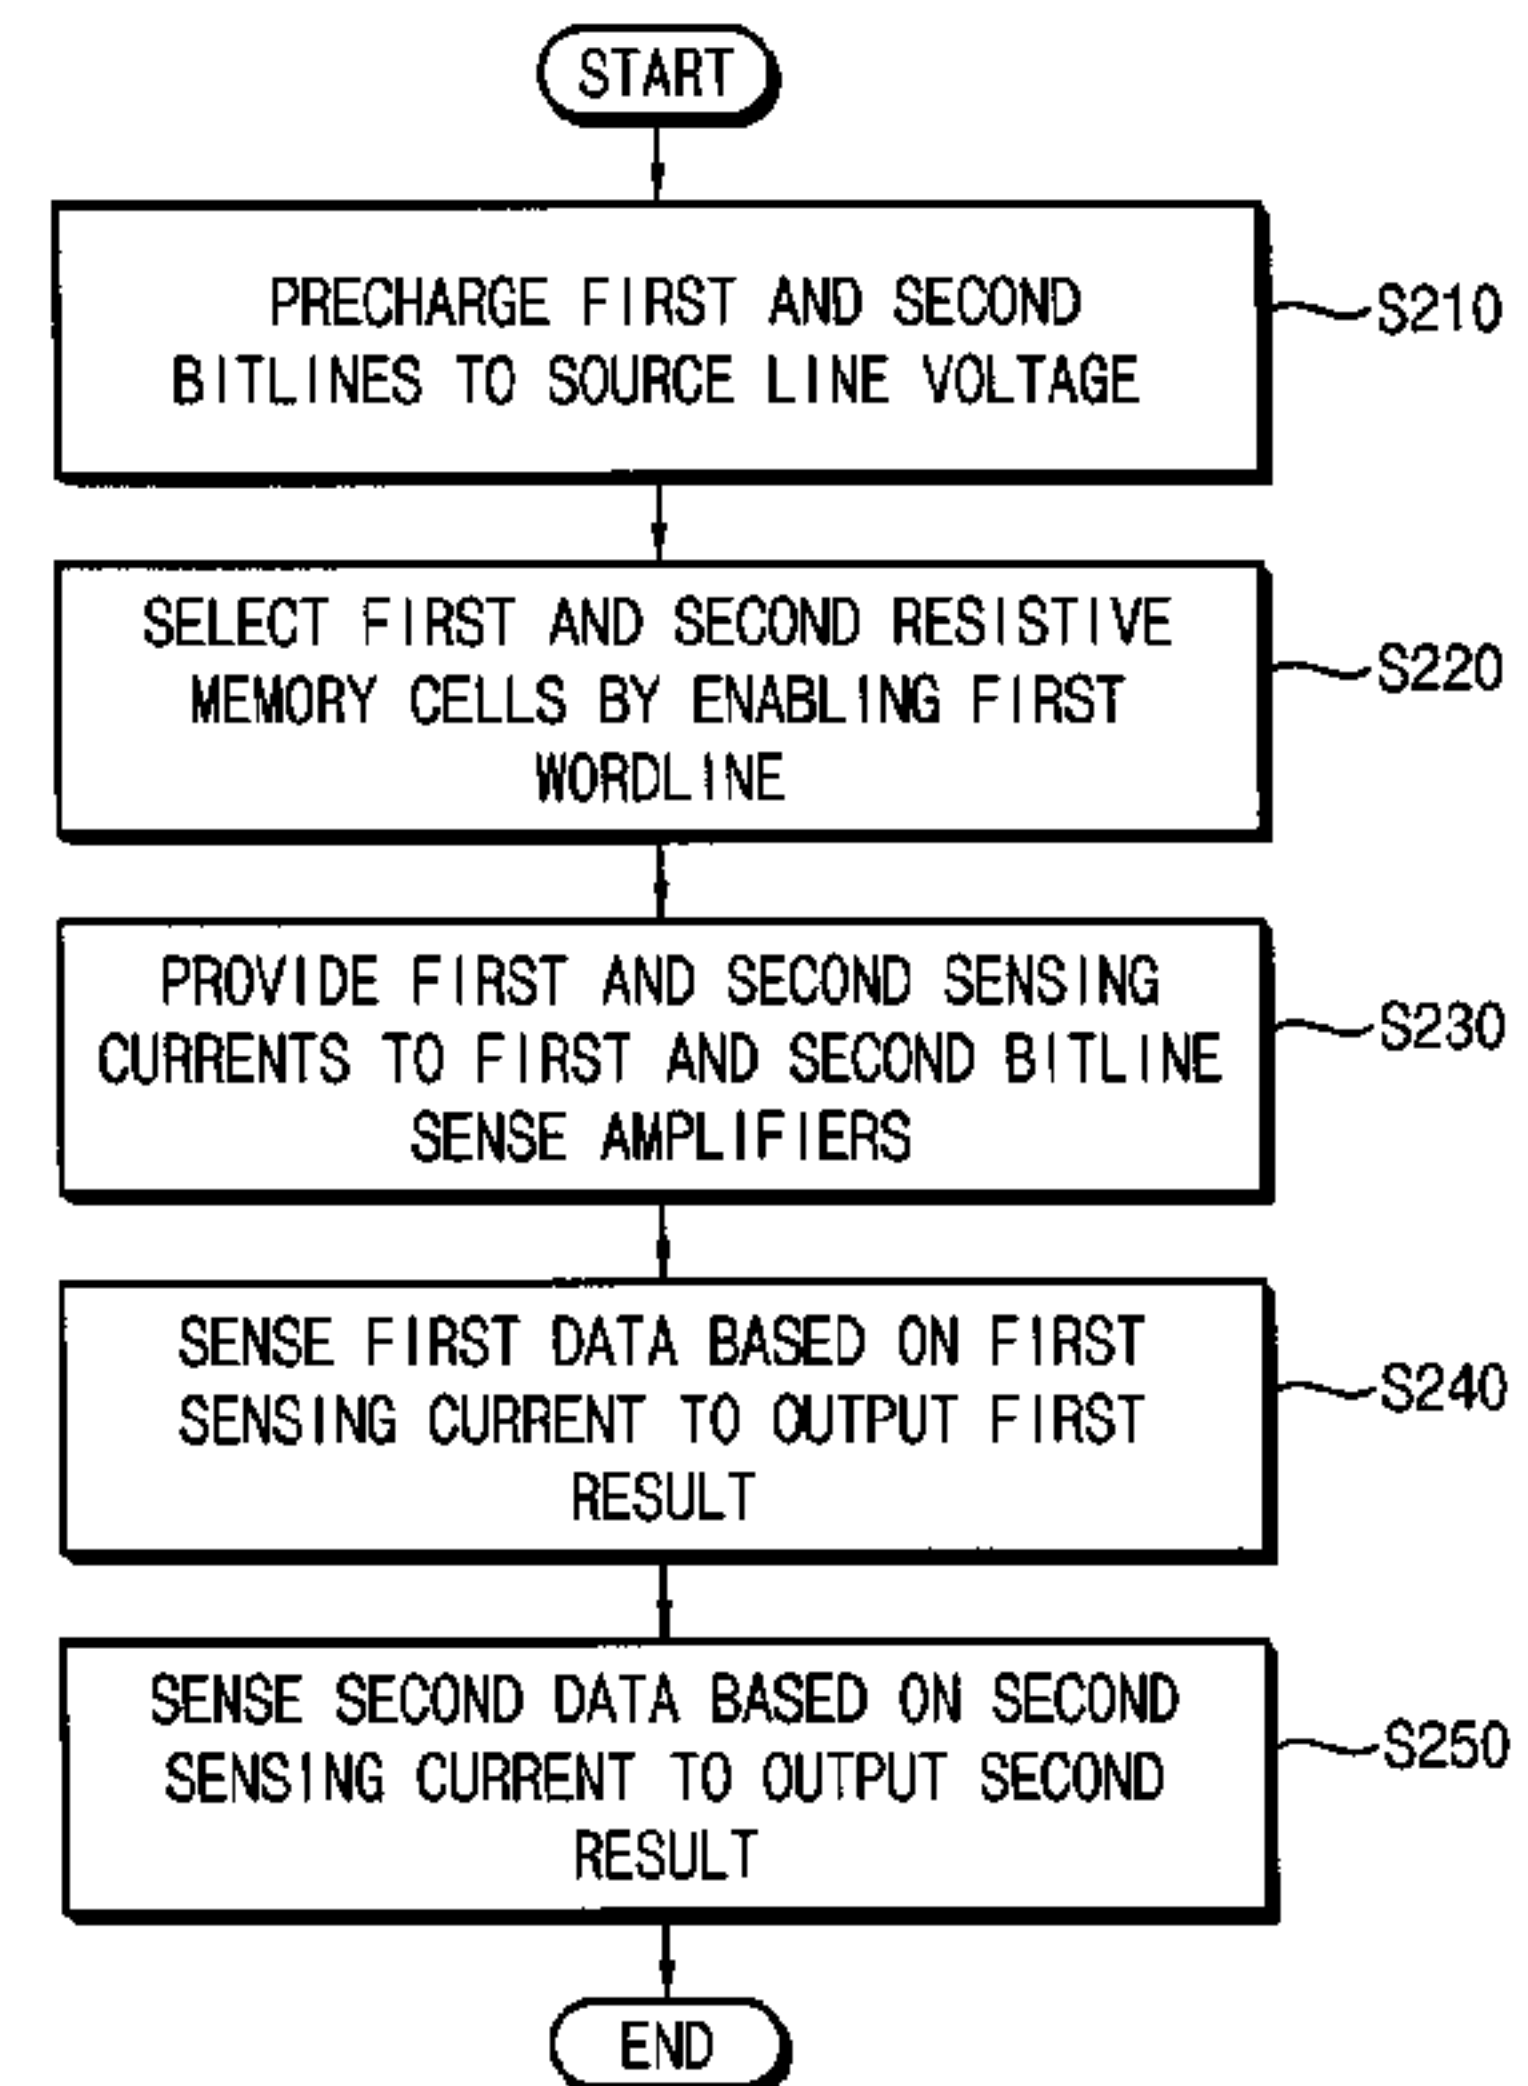 START
PRECHARGE FIRST AND SECOND
BITLINES TO SOURCE LINE VOLTAGE
S210
SELECT FIRST AND SECOND RESISTIVE
MEMORY CELLS BY ENABLING FIRST
WORDLINE
S220
PROVIDE FIRST AND SECOND SENSING
CURRENTS TO FIRST AND SECOND BITLINE
SENSE AMPLIFIERS
S230
SENSE FIRST DATA BASED ON FIRST
SENSING CURRENT TO OUTPUT FIRST
RESULT
S240
SENSE SECOND DATA BASED ON SECOND
SENSING CURRENT TO OUTPUT SECOND
RESULT
S250
END